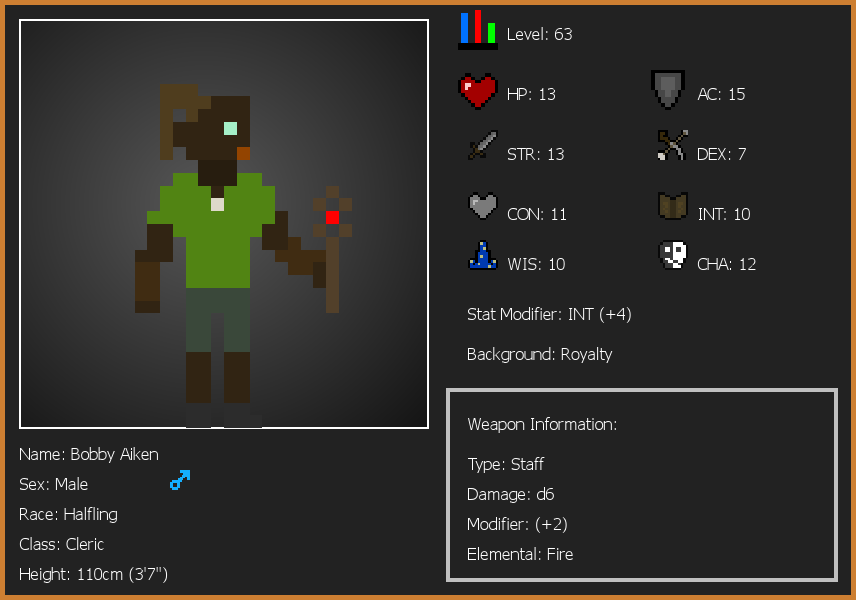 Level: 63
HP: 13
AC: 15
STR: 13
DEX: 7
CON: 11
INT: 10
WIS: 10
CHA: 12
Stat Modifier: INT (+4)
Background: Royalty
Weapon Information:
Type: Staff
Damage: d6
Modifier: (+2)
Elemental: Fire
Name: Bobby Aiken
Sex: Male
Race: Halfling
Class: Cleric
Height: 110cm (3'7")